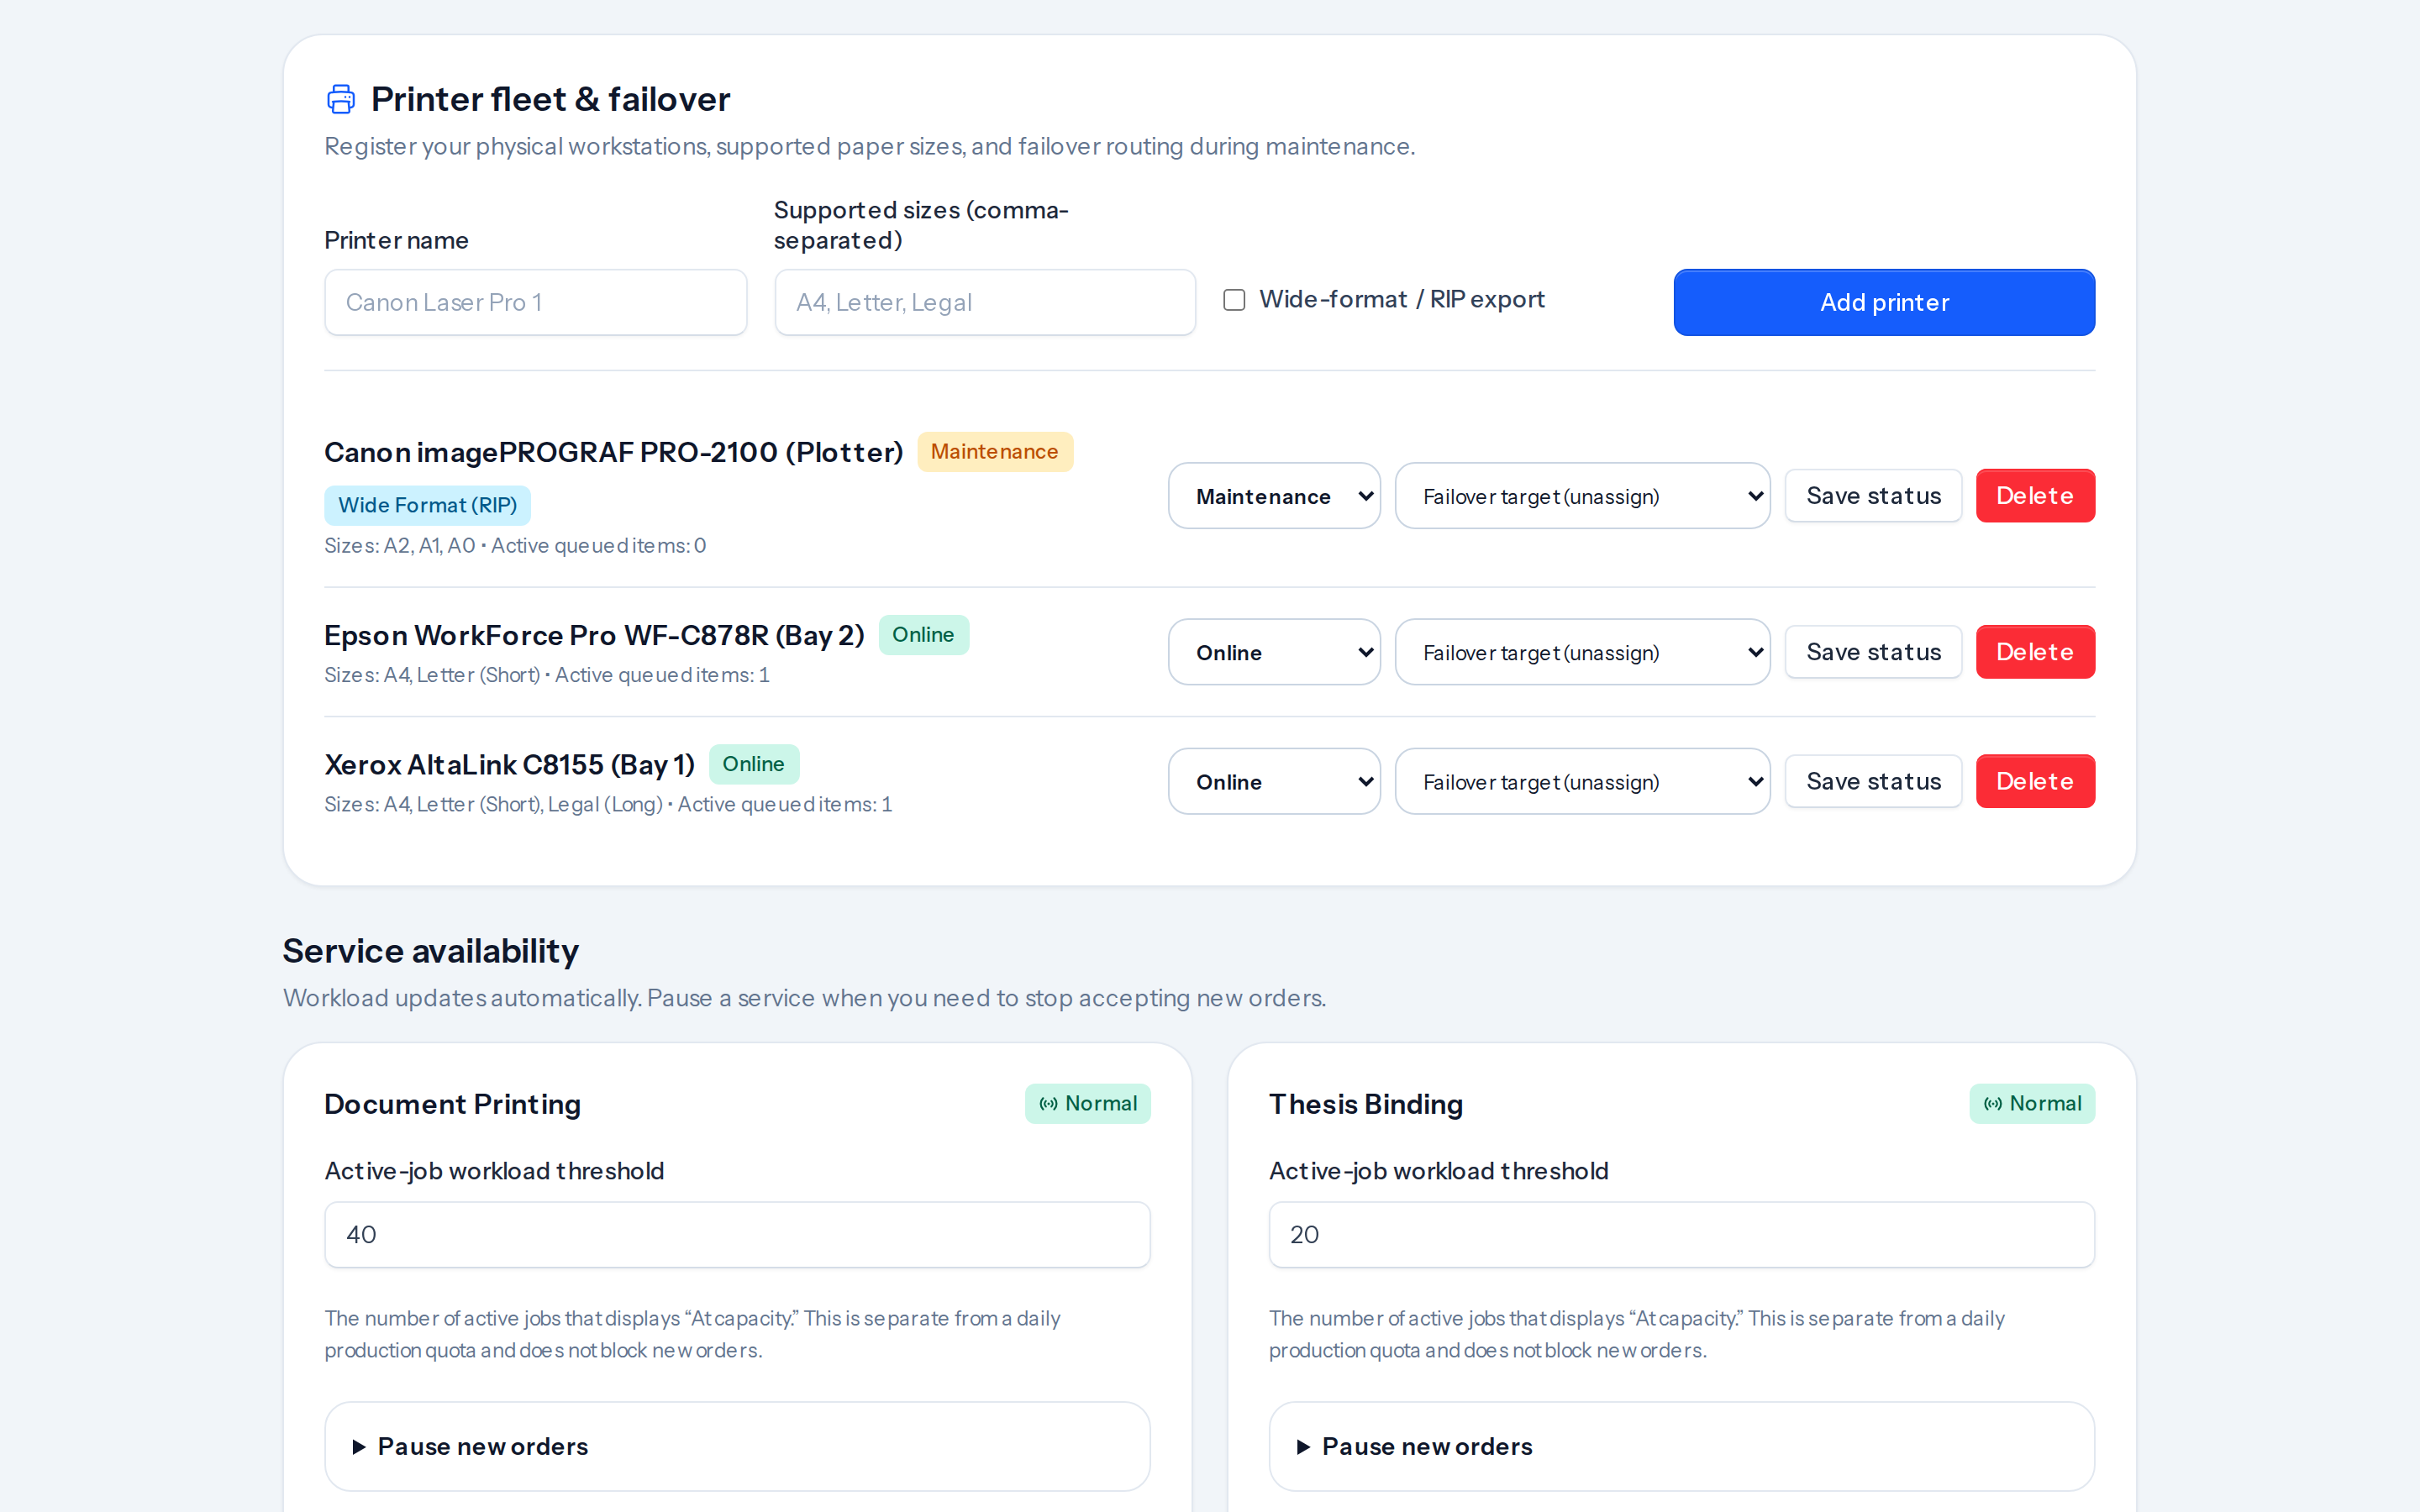 Printer fleet & failover
Register your physical workstations, supported paper sizes, and failover routing during maintenance.
Printer name
Supported sizes (comma-
separated)
Canon Laser Pro 1
A4, Letter, Legal
Wide-format / RIP export
Add printer
Canon imagePROGRAF PRO-2100 (Plotter) Maintenance
Wide Format (RIP)
Sizes: A2, A1, A0 • Active queued items: 0
Maintenance
Failover target (unassign)
Save status
Delete
Epson WorkForce Pro WF-C878R (Bay 2) Online
Sizes: A4, Letter (Short) • Active queued items: 1
Online
Failover target (unassign)
Save status
Delete
Xerox AltaLink C8155 (Bay 1) Online
Sizes: A4, Letter (Short), Legal (Long) • Active queued items: 1
Online
Failover target (unassign)
Save status
Delete
Service availability
Workload updates automatically. Pause a service when you need to stop accepting new orders.
Document Printing
Normal
Active-job workload threshold
40
The number of active jobs that displays “At capacity.” This is separate from a daily
production quota and does not block new orders.
Pause new orders
Thesis Binding
Normal
Active-job workload threshold
20
The number of active jobs that displays “At capacity.” This is separate from a daily
production quota and does not block new orders.
Pause new orders